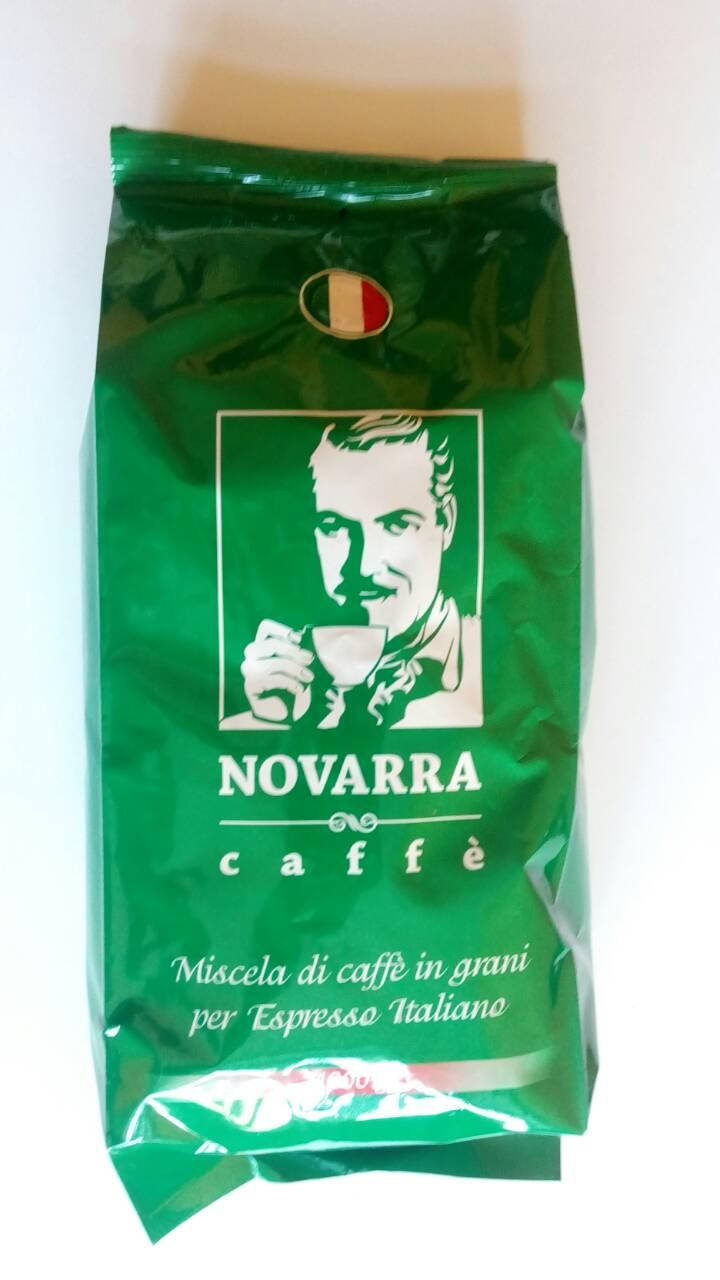 NOVARRA
caffè
Miscela di caffè in grani
per Espresso Italiano